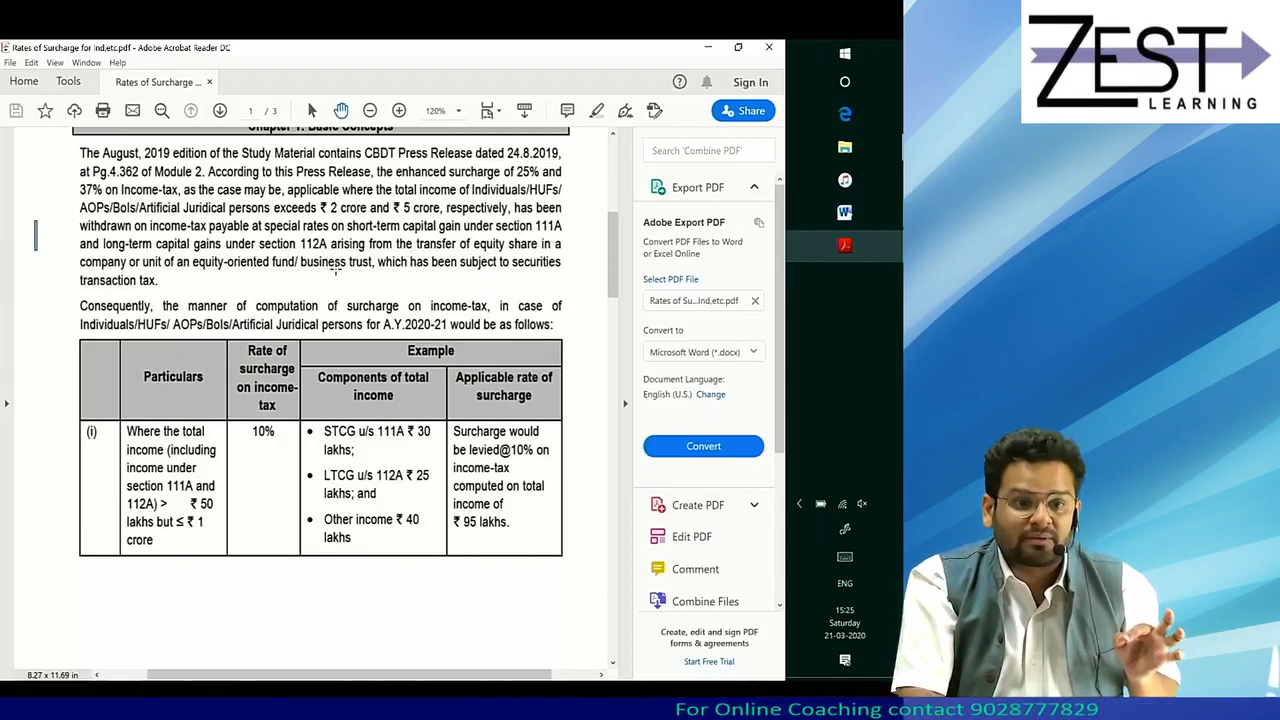 Rates of Surcharge for Ind,etc.pdf - Adobe Acrobat Reader DC
File Edit View Window Help
Home Tools Rates of Surcharge ... × Sign In
1 / 3 120% Share
Chapter 1: Basic Concepts
The August, 2019 edition of the Study Material contains CBDT Press Release dated 24.8.2019,
at Pg.4.362 of Module 2. According to this Press Release, the enhanced surcharge of 25% and
37% on Income-tax, as the case may be, applicable where the total income of Individuals/HUFs/
AOPs/BoIs/Artificial Juridical persons exceeds ₹ 2 crore and ₹ 5 crore, respectively, has been
withdrawn on income-tax payable at special rates on short-term capital gain under section 111A
and long-term capital gains under section 112A arising from the transfer of equity share in a
company or unit of an equity-oriented fund/ business trust, which has been subject to securities
transaction tax.
Consequently, the manner of computation of surcharge on income-tax, in case of
Individuals/HUFs/ AOPs/BoIs/Artificial Juridical persons for A.Y.2020-21 would be as follows:
Particulars
Rate of
surcharge
on income-
tax
Example
Components of total
income
Applicable rate of
surcharge
(i)
Where the total
income (including
income under
section 111A and
112A) > ₹ 50
lakhs but ≤ ₹ 1
crore
10%
• STCG u/s 111A ₹ 30
lakhs;
• LTCG u/s 112A ₹ 25
lakhs; and
• Other income ₹ 40
lakhs
Surcharge would
be levied@10% on
income-tax
computed on total
income of
₹ 95 lakhs.
8.27 x 11.69 in
Search 'Combine PDF'
Export PDF
Adobe Export PDF
Convert PDF Files to Word
or Excel Online
Select PDF File
Rates of Su...Ind,etc.pdf
Convert to
Microsoft Word (*.docx)
Document Language:
English (U.S.) Change
Convert
Create PDF
Edit PDF
Comment
Combine Files
Create, edit and sign PDF
forms & agreements
Start Free Trial
ENG
15:25
Saturday
21-03-2020
ZEST
LEARNING
For Online Coaching contact 9028777829